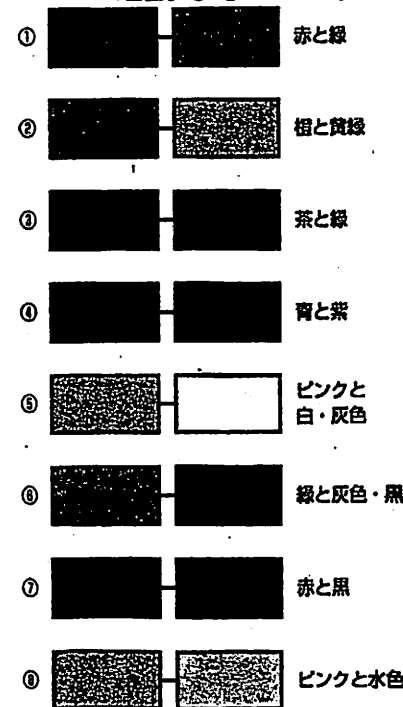 ① 赤と緑
② 橙と黄緑
③ 茶と緑
④ 青と紫
⑤ ピンクと
白・灰色
⑥ 緑と灰色・黒
⑦ 赤と黒
⑧ ピンクと水色